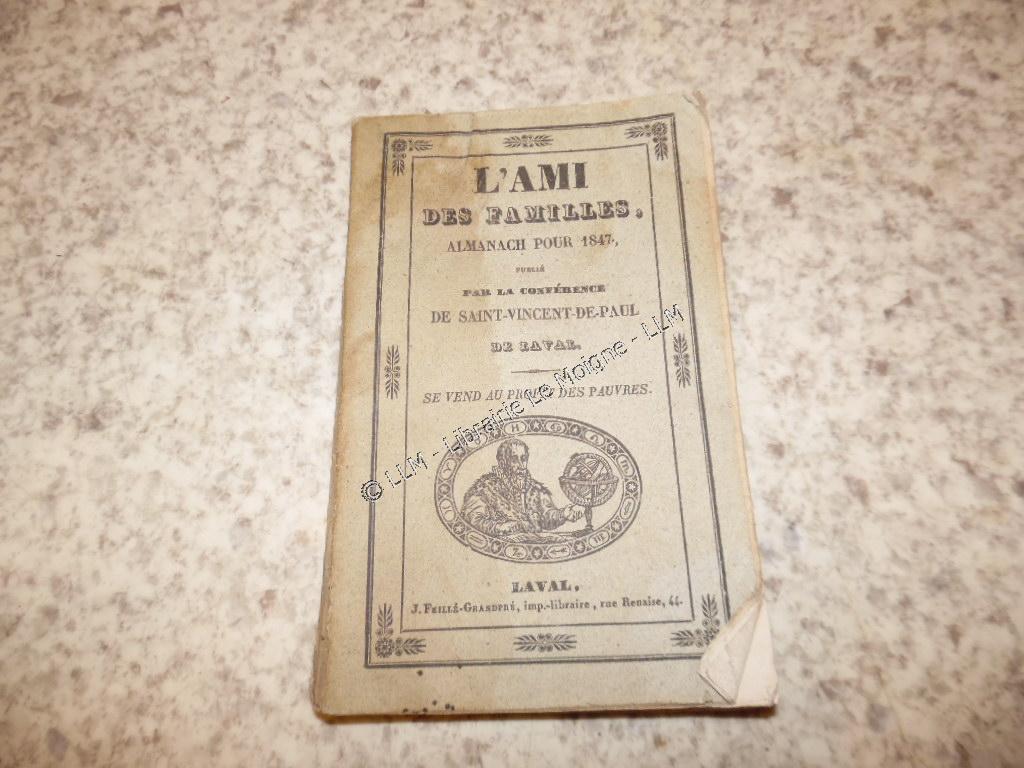 L'AMI
DES FAMILLES,
ALMANACH POUR 1847,
PUBLIÉ
PAR LA CONFÉRENCE
DE SAINT-VINCENT-DE-PAUL
DE LAVAL.
SE VEND AU PROFIT DES PAUVRES.
© LLM - Librairie Le Moigne - LLM
LAVAL,
J. FEILLÉ-GRANDPRÉ, imp.-libraire, rue Renaise, 44.